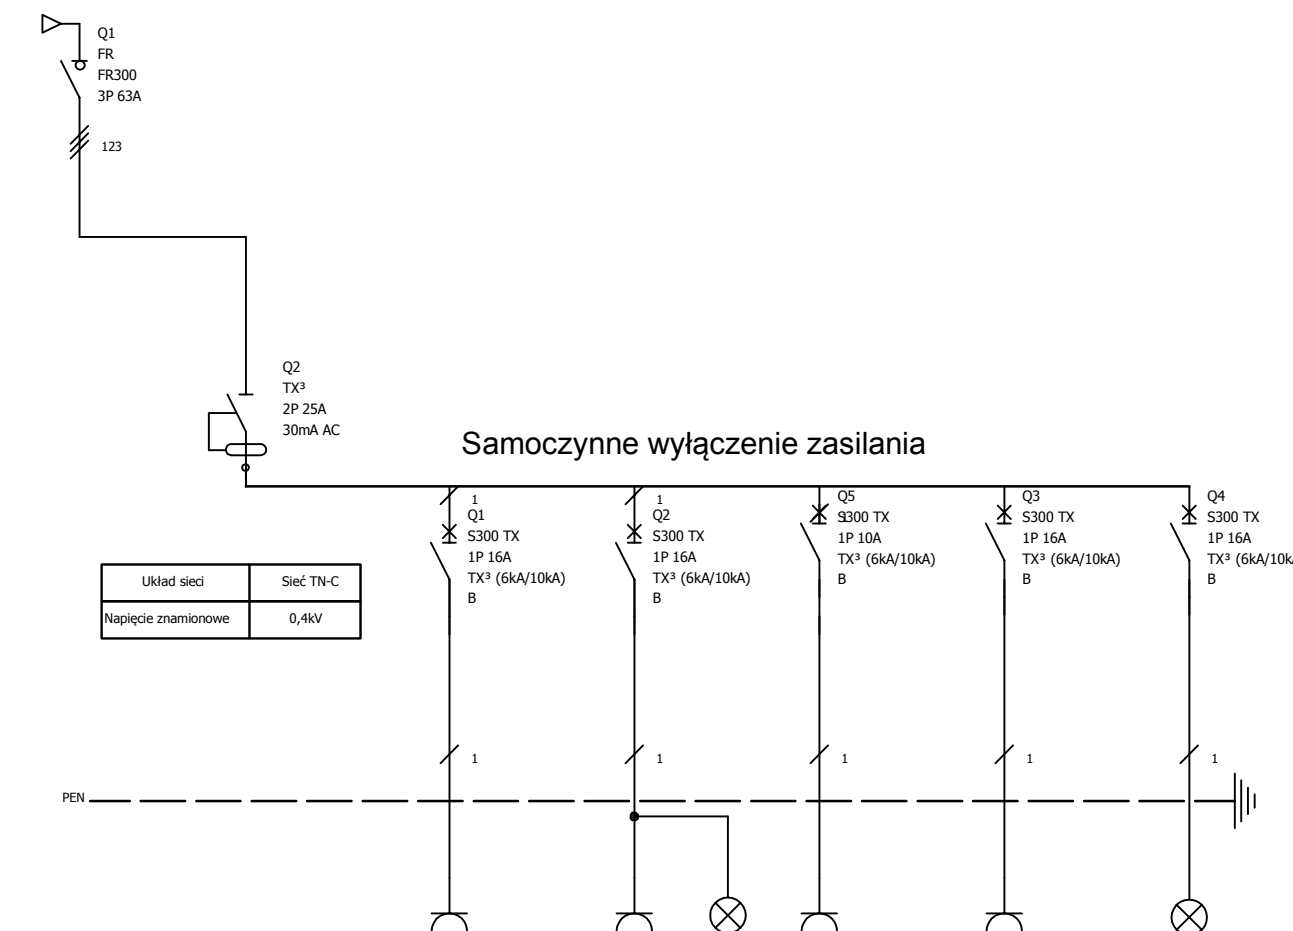 Q1
FR
FR300
3P 63A
123
Q2
TX³
2P 25A
30mA AC
Samoczynne wyłączenie zasilania
1
Q1
S300 TX
1P 16A
TX³ (6kA/10kA)
B
1
Q2
S300 TX
1P 16A
TX³ (6kA/10kA)
B
Q5
S300 TX
1P 10A
TX³ (6kA/10kA)
B
Q3
S300 TX
1P 16A
TX³ (6kA/10kA)
B
Q4
S300 TX
1P 16A
TX³ (6kA/10k
B
Układ sieci Sieć TN-C
Napięcie znamionowe 0,4kV
1
1
1
1
1
PEN